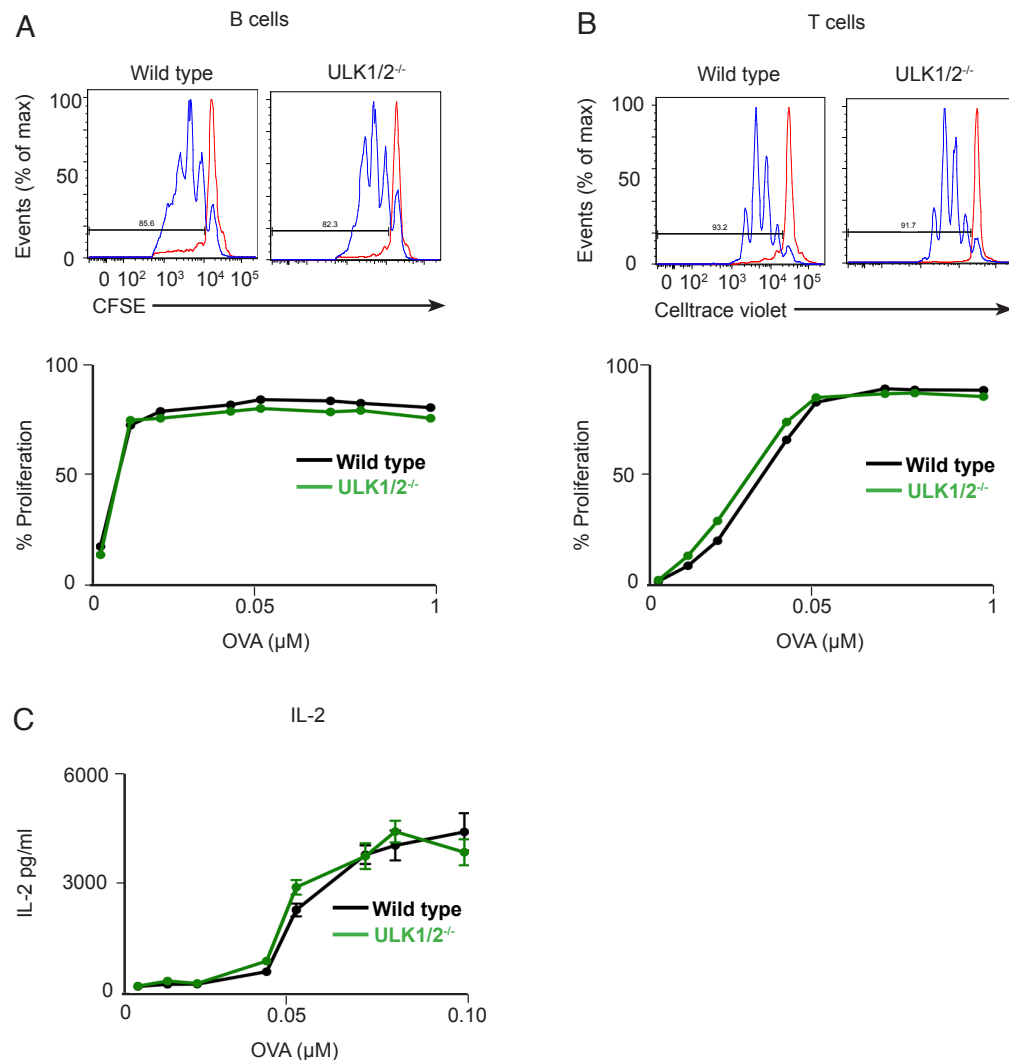 A
B cells
Wild type
ULK1/2-/-
Events (% of max)
100
50
0
85.6
82.3
0 10² 10³ 10⁴ 10⁵
CFSE
% Proliferation
100
50
0
Wild type
ULK1/2-/-
0 0.05 1
OVA (µM)
B
T cells
Wild type
ULK1/2-/-
Events (% of max)
100
50
0
93.2
91.7
0 10² 10³ 10⁴ 10⁵
Celltrace violet
% Proliferation
100
50
0
Wild type
ULK1/2-/-
0 0.05 1
OVA (µM)
C
IL-2
IL-2 pg/ml
6000
3000
0
Wild type
ULK1/2-/-
0 0.05 0.10
OVA (µM)